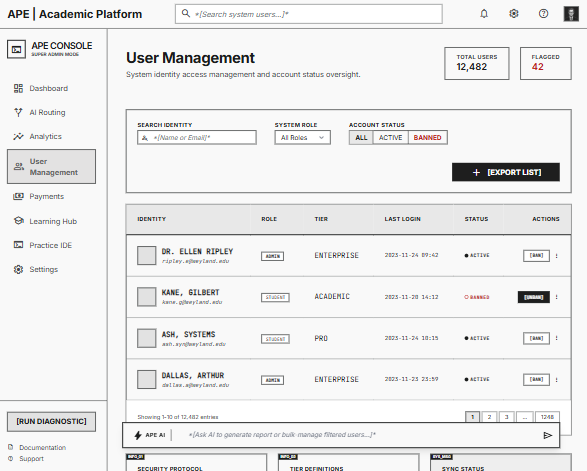 APE | Academic Platform
*[Search system users...]*
APE CONSOLE
SUPER ADMIN MODE
Dashboard
AI Routing
Analytics
User
Management
Payments
Learning Hub
Practice IDE
Settings
[RUN DIAGNOSTIC]
Documentation
Support
User Management
System identity access management and account status oversight.
TOTAL USERS
12,482
FLAGGED
42
SEARCH IDENTITY
*[Name or Email]*
SYSTEM ROLE
All Roles
ACCOUNT STATUS
ALL ACTIVE BANNED
[EXPORT LIST]
IDENTITY ROLE TIER LAST LOGIN STATUS ACTIONS
DR. ELLEN RIPLEY
ripley.e@weyland.edu
ADMIN ENTERPRISE 2023-11-24 09:42 ACTIVE [BAN]
KANE, GILBERT
kane.g@weyland.edu
STUDENT ACADEMIC 2023-11-20 14:12 BANNED [UNBAN]
ASH, SYSTEMS
ash.sys@weyland.edu
STUDENT PRO 2023-11-24 10:15 ACTIVE [BAN]
DALLAS, ARTHUR
dallas.a@weyland.edu
ADMIN ENTERPRISE 2023-11-23 23:59 ACTIVE [BAN]
Showing 1-10 of 12,482 entries
1 2 3 ... 1248
APE AI
*[Ask AI to generate report or bulk-manage filtered users...]*
INFO_01
SECURITY PROTOCOL
INFO_02
TIER DEFINITIONS
SYS_MSG
SYNC STATUS